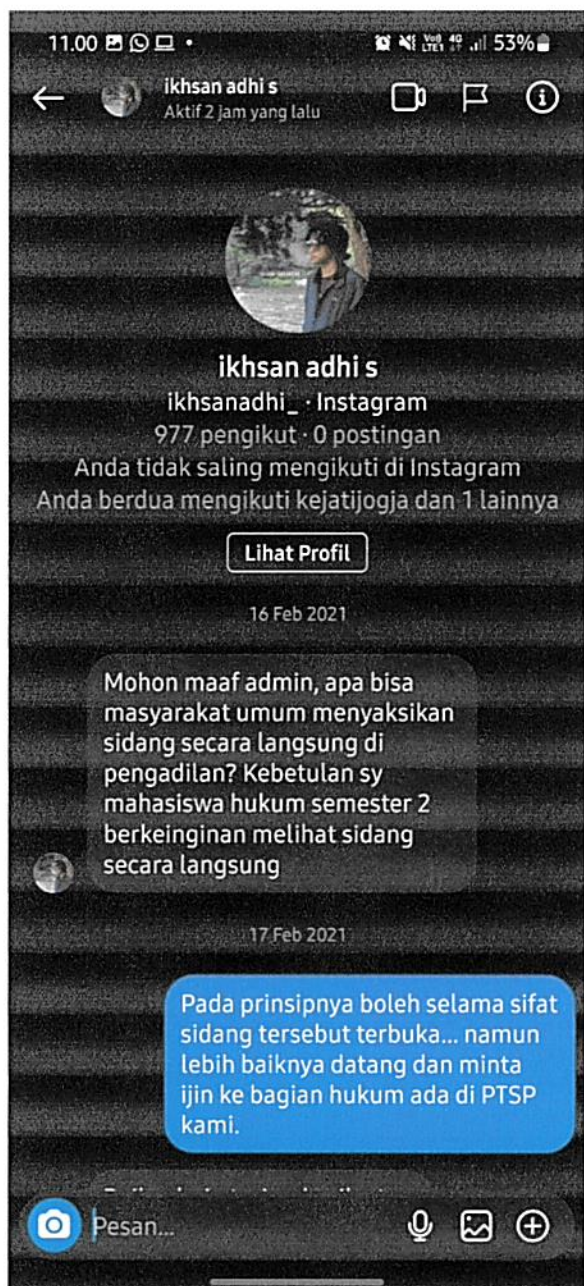 11.00
Vo))
LTE1
4G
53%
ikhsan adhi s
Aktif 2 jam yang lalu
ikhsan adhi s
ikhsanadhi_ · Instagram
977 pengikut · 0 postingan
Anda tidak saling mengikuti di Instagram
Anda berdua mengikuti kejatijogja dan 1 lainnya
Lihat Profil
16 Feb 2021
Mohon maaf admin, apa bisa
masyarakat umum menyaksikan
sidang secara langsung di
pengadilan? Kebetulan sy
mahasiswa hukum semester 2
berkeinginan melihat sidang
secara langsung
17 Feb 2021
Pada prinsipnya boleh selama sifat
sidang tersebut terbuka... namun
lebih baiknya datang dan minta
ijin ke bagian hukum ada di PTSP
kami.
Pesan...